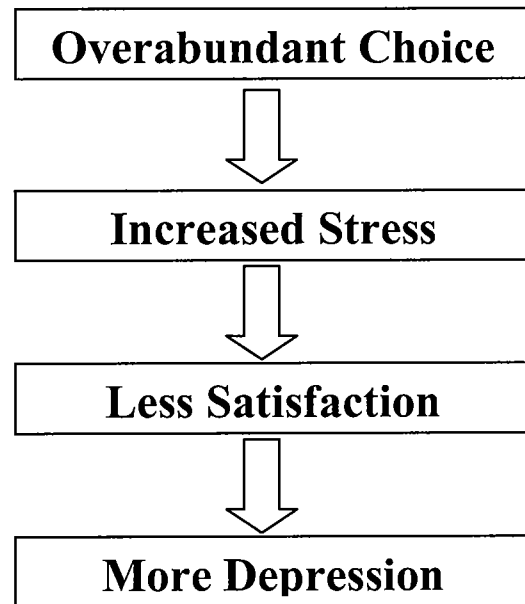 Overabundant Choice
Increased Stress
Less Satisfaction
More Depression